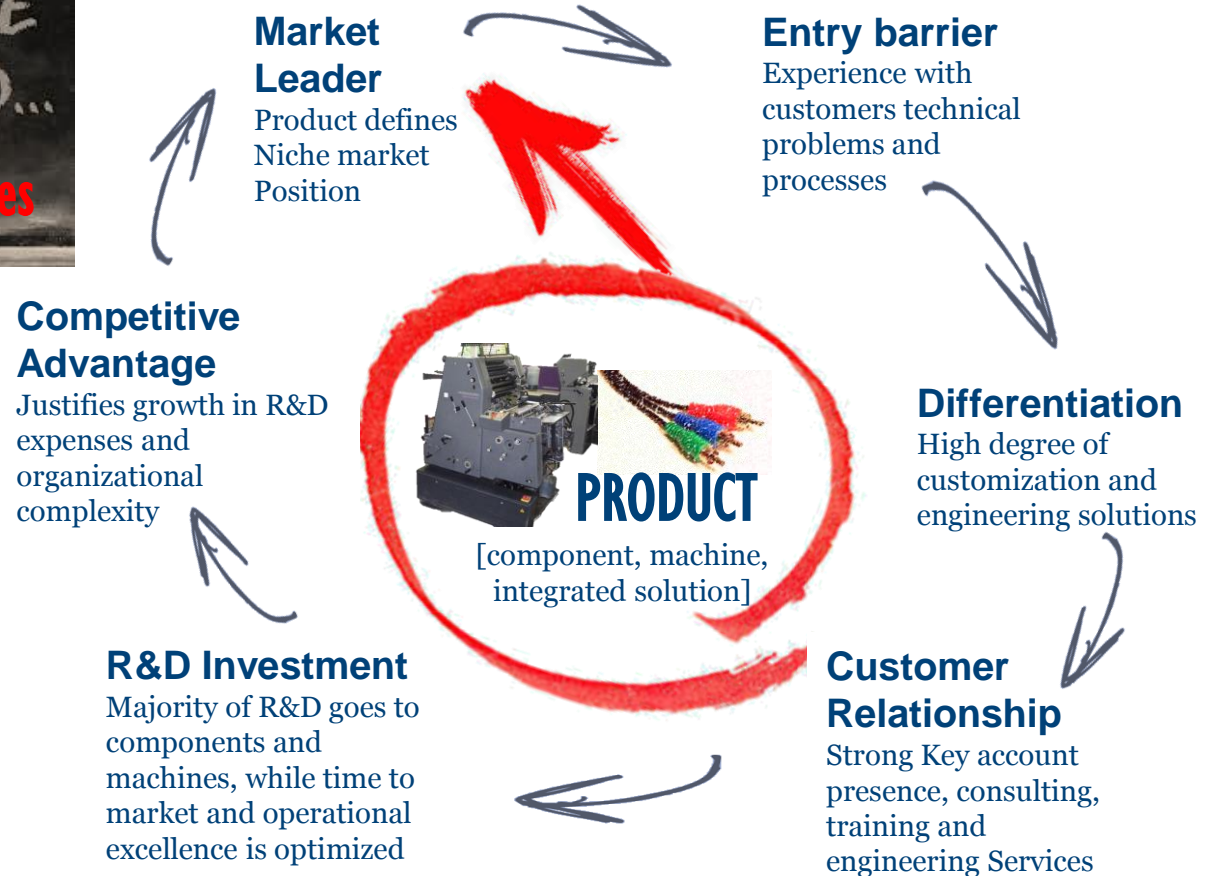 E
D...
es
Market
Leader
Product defines
Niche market
Position
Entry barrier
Experience with
customers technical
problems and
processes
Differentiation
High degree of
customization and
engineering solutions
Customer
Relationship
Strong Key account
presence, consulting,
training and
engineering Services
R&D Investment
Majority of R&D goes to
components and
machines, while time to
market and operational
excellence is optimized
Competitive
Advantage
Justifies growth in R&D
expenses and
organizational
complexity
PRODUCT
[component, machine,
integrated solution]